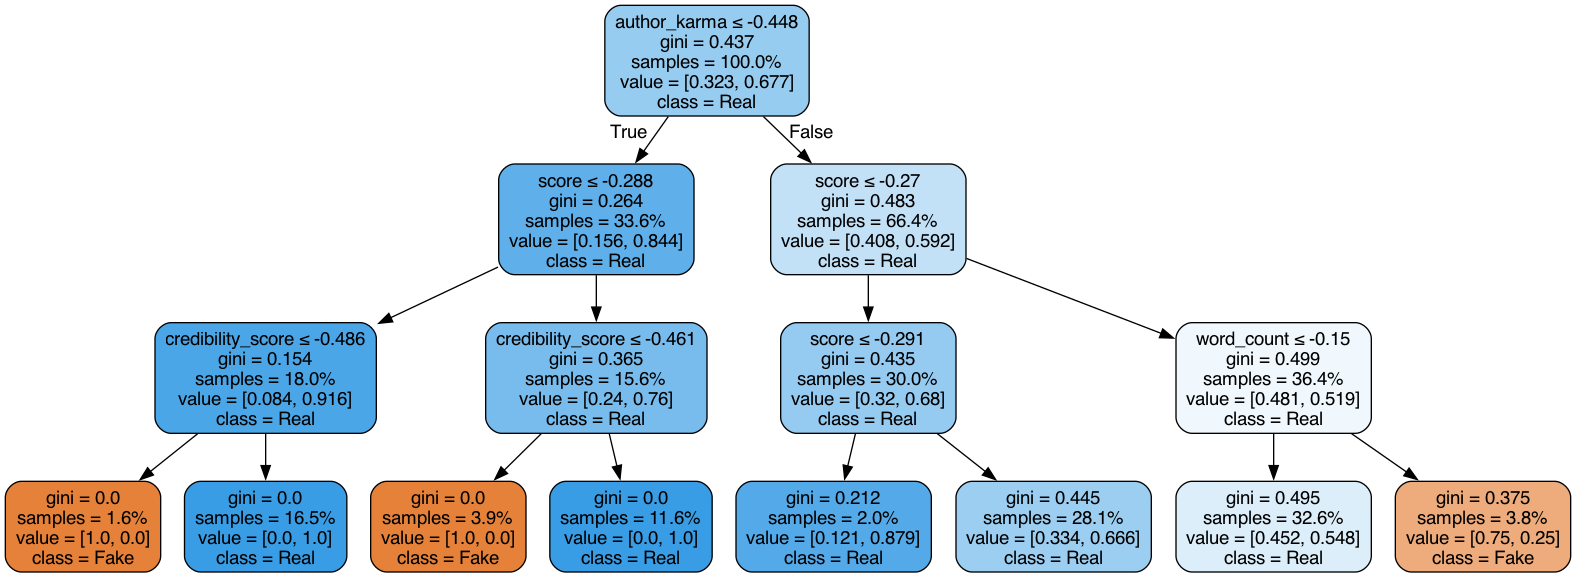 author_karma ≤ -0.448
gini = 0.437
samples = 100.0%
value = [0.323, 0.677]
class = Real
True
False
score ≤ -0.288
gini = 0.264
samples = 33.6%
value = [0.156, 0.844]
class = Real
score ≤ -0.27
gini = 0.483
samples = 66.4%
value = [0.408, 0.592]
class = Real
credibility_score ≤ -0.486
gini = 0.154
samples = 18.0%
value = [0.084, 0.916]
class = Real
credibility_score ≤ -0.461
gini = 0.365
samples = 15.6%
value = [0.24, 0.76]
class = Real
score ≤ -0.291
gini = 0.435
samples = 30.0%
value = [0.32, 0.68]
class = Real
word_count ≤ -0.15
gini = 0.499
samples = 36.4%
value = [0.481, 0.519]
class = Real
gini = 0.0
samples = 1.6%
value = [1.0, 0.0]
class = Fake
gini = 0.0
samples = 16.5%
value = [0.0, 1.0]
class = Real
gini = 0.0
samples = 3.9%
value = [1.0, 0.0]
class = Fake
gini = 0.0
samples = 11.6%
value = [0.0, 1.0]
class = Real
gini = 0.212
samples = 2.0%
value = [0.121, 0.879]
class = Real
gini = 0.445
samples = 28.1%
value = [0.334, 0.666]
class = Real
gini = 0.495
samples = 32.6%
value = [0.452, 0.548]
class = Real
gini = 0.375
samples = 3.8%
value = [0.75, 0.25]
class = Fake